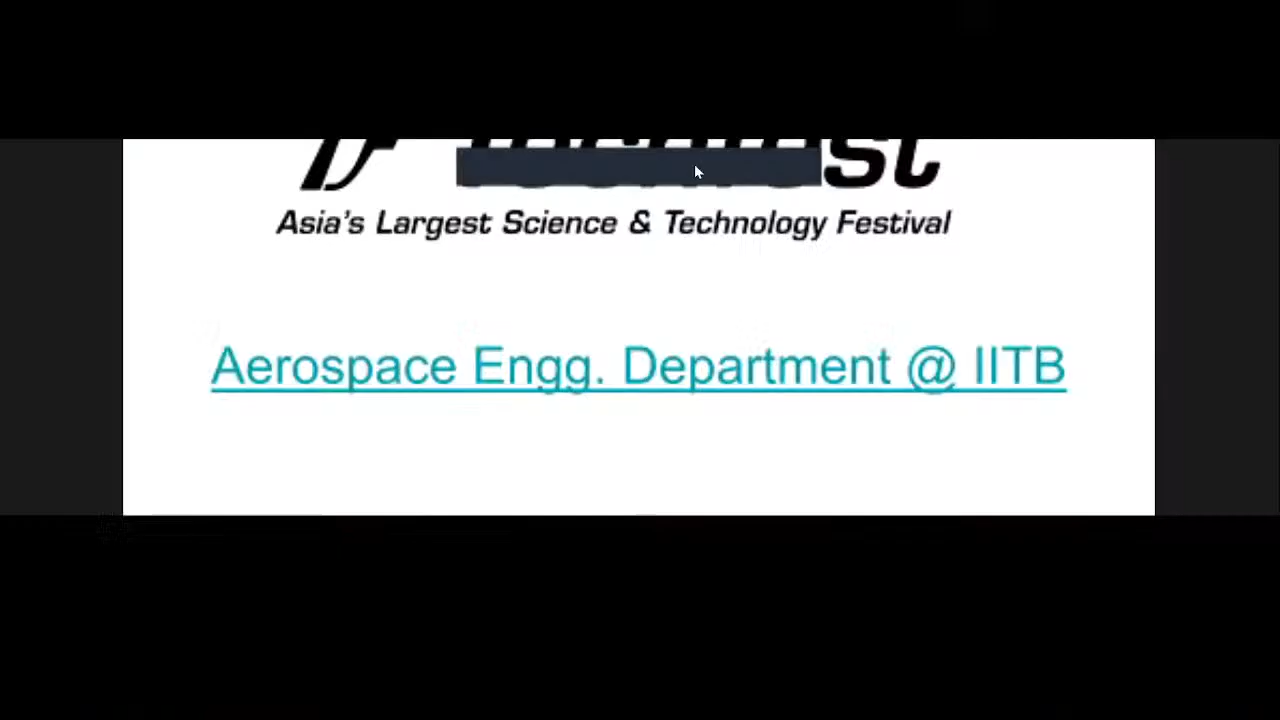 Asia's Largest Science & Technology Festival
Aerospace Engg. Department @ IITB